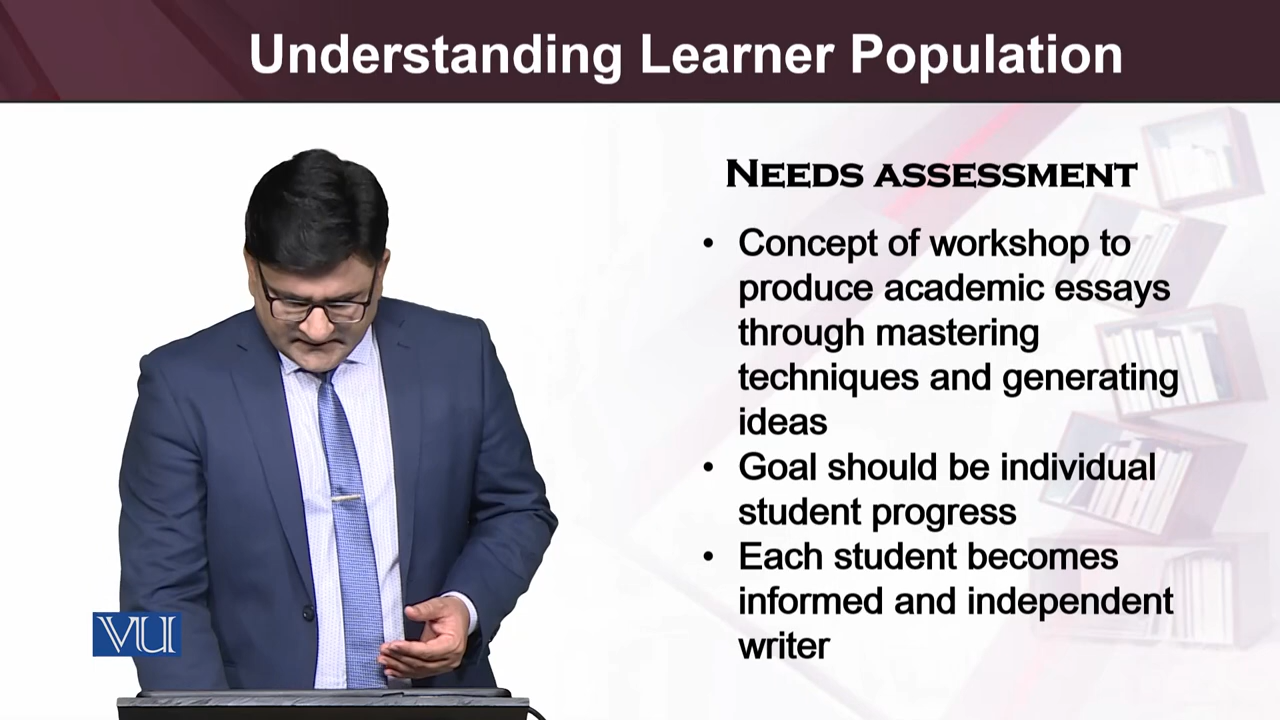 Understanding Learner Population
NEEDS ASSESSMENT
• Concept of workshop to
produce academic essays
through mastering
techniques and generating
ideas
• Goal should be individual
student progress
• Each student becomes
informed and independent
writer
VU